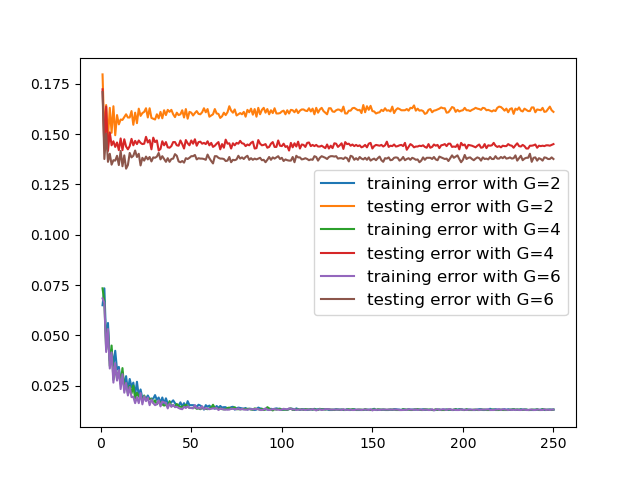 0.175
0.150
0.125
0.100
0.075
0.050
0.025
0
50
100
150
200
250
training error with G=2
testing error with G=2
training error with G=4
testing error with G=4
training error with G=6
testing error with G=6